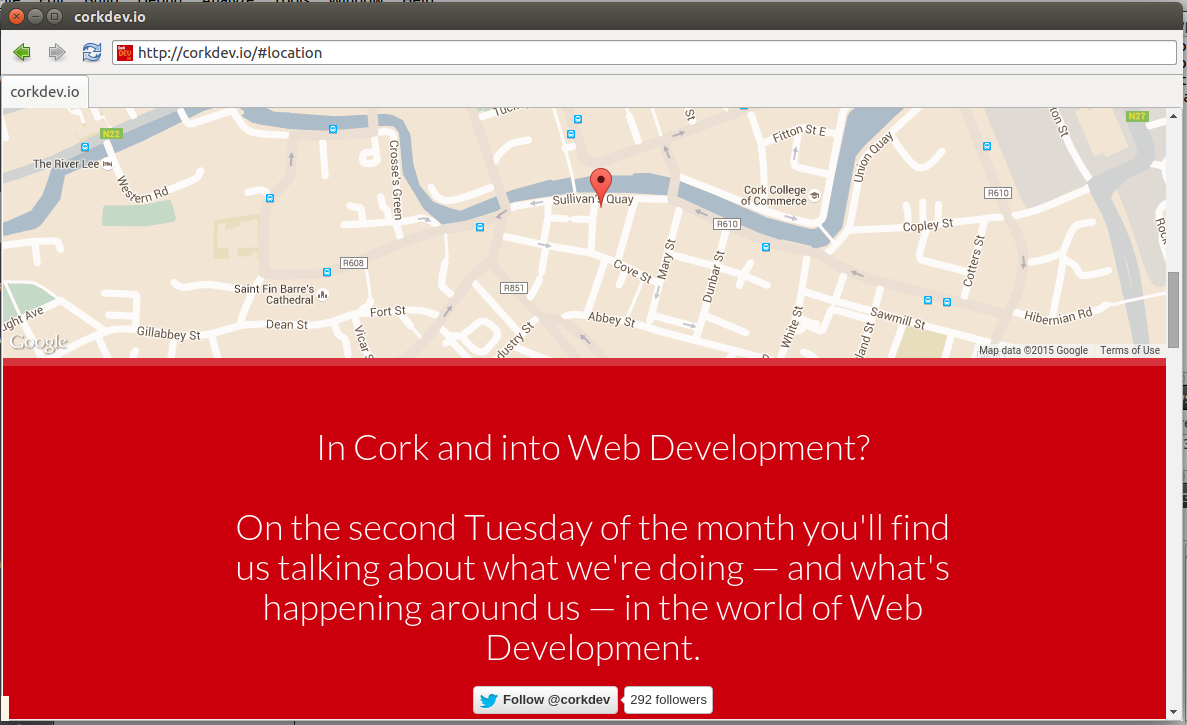 corkdev.io
http://corkdev.io/#location
corkdev.io
N22
N27
The River Lee
Western Rd
Crosse's Green
St
Fitton St E
Union Quay
Sullivan's Quay
Cork College
of Commerce
R610
R610
Copley St
Cotters St
R608
Cove St
Mary St
Dunbar St
Saint Fin Barre's
Cathedral
R851
Fort St
Dean St
Gillabbey St
Abbey St
White St
Sawmill St
Hibernian Rd
Google
Map data ©2015 Google
Terms of Use
In Cork and into Web Development?
On the second Tuesday of the month you'll find
us talking about what we're doing — and what's
happening around us — in the world of Web
Development.
Follow @corkdev
292 followers